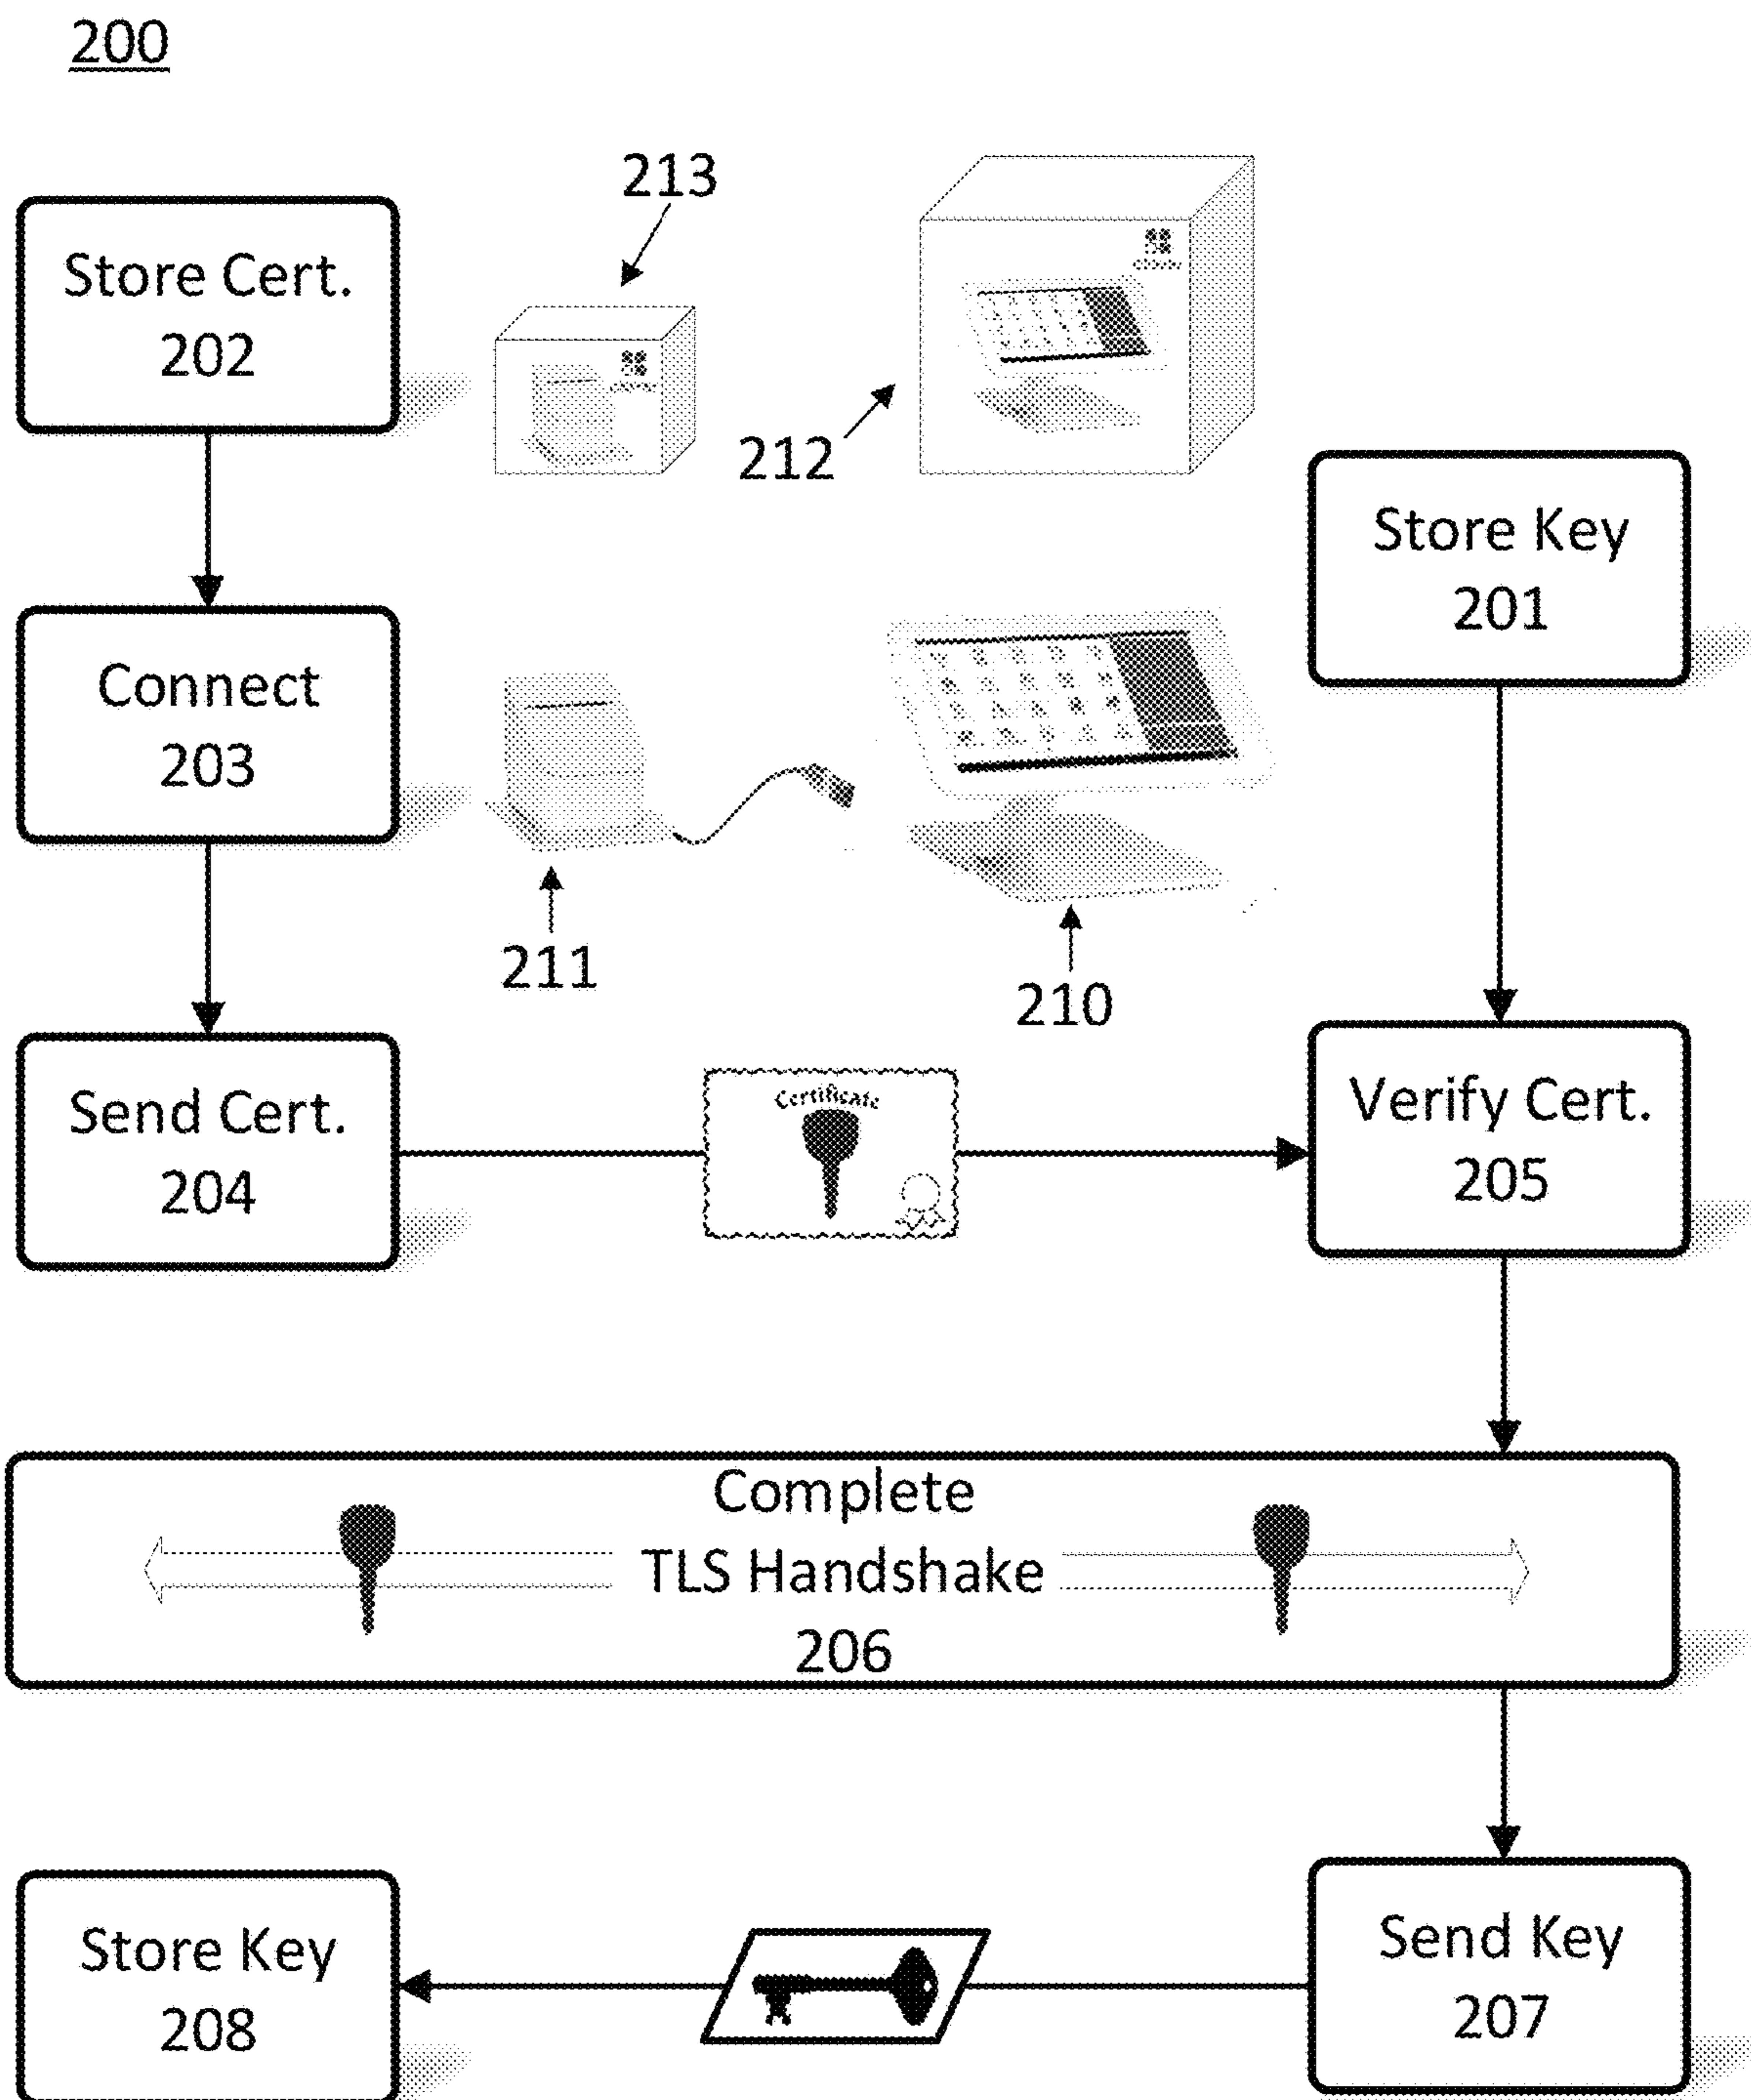 200
213
Store Cert.
202
212
Store Key
201
Connect
203
211
210
Send Cert.
204
Certificate
Verify Cert.
205
Complete
TLS Handshake
206
Store Key
208
Send Key
207